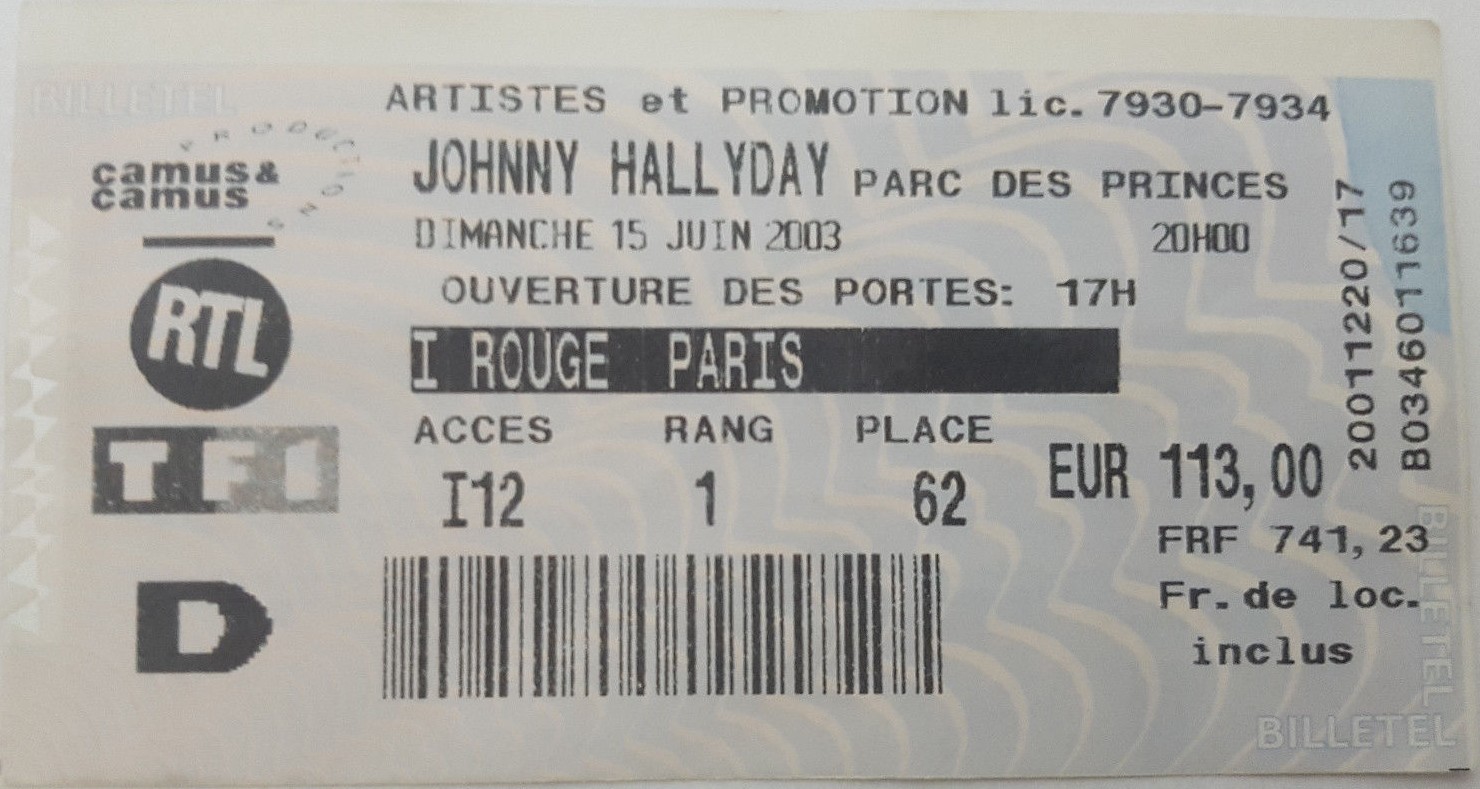 BILLETEL
ARTISTES et PROMOTION lic. 7930-7934
PRODUCTIONS
camus&
camus
JOHNNY HALLYDAY PARC DES PRINCES
DIMANCHE 15 JUIN 2003 20H00
OUVERTURE DES PORTES: 17H
RTL
I ROUGE PARIS
ACCES RANG PLACE
I12 1 62 EUR 113,00
TF1
FRF 741,23
Fr. de loc.
inclus
D
20011220/17
B0346011639
BILLETEL
BILLETEL